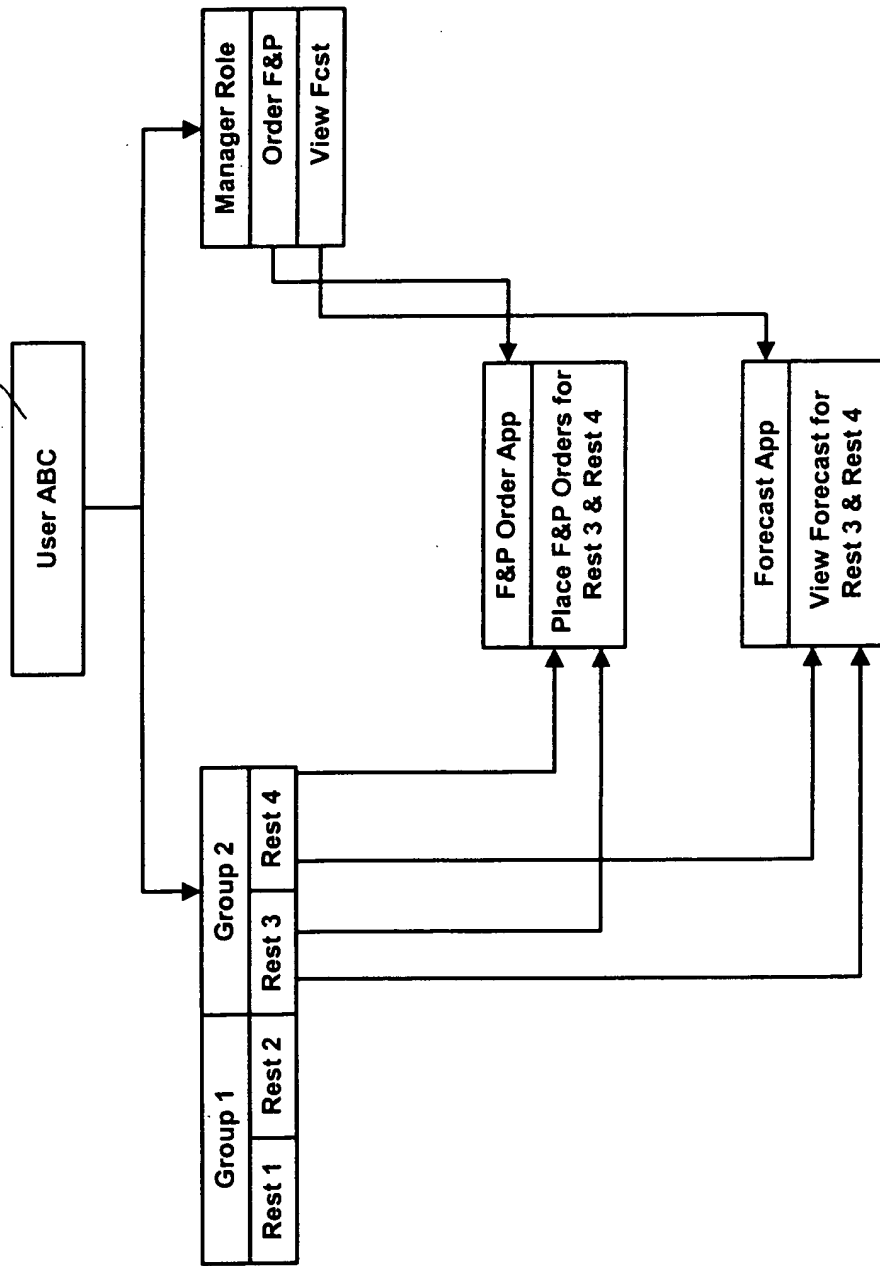 User ABC
Group 1
Group 2
Rest 1
Rest 2
Rest 3
Rest 4
Manager Role
Order F&P
View Fcst
F&P Order App
Place F&P Orders for
Rest 3 & Rest 4
Forecast App
View Forecast for
Rest 3 & Rest 4